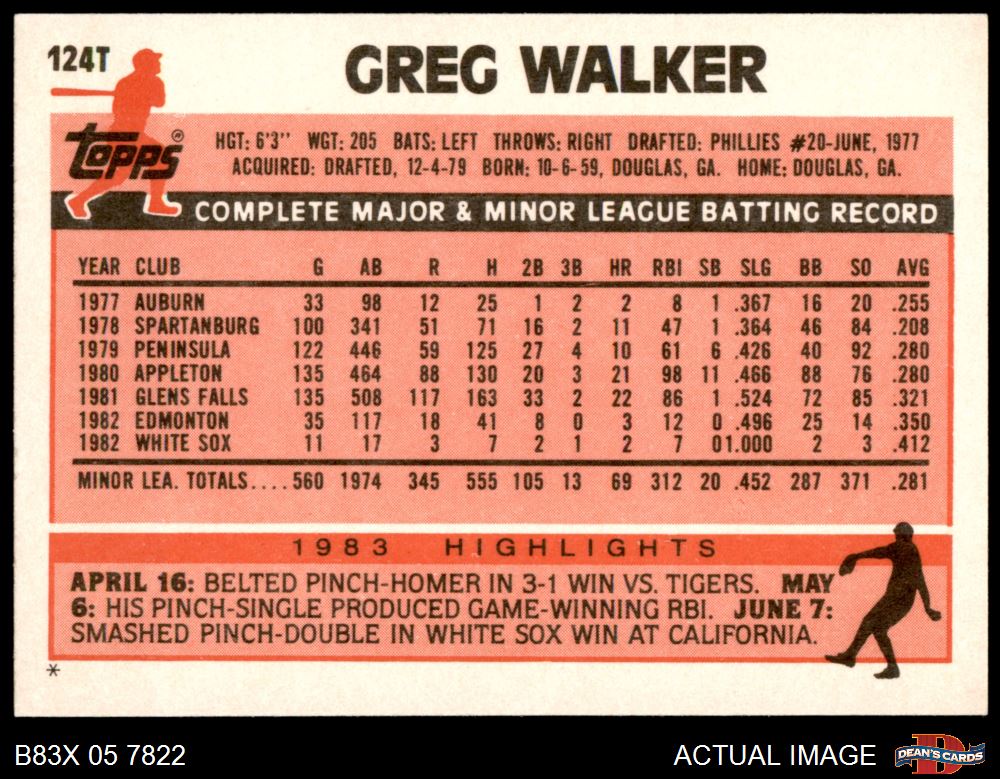 124T
GREG WALKER
topps®
HGT: 6'3" WGT: 205 BATS: LEFT THROWS: RIGHT DRAFTED: PHILLIES #20-JUNE, 1977
ACQUIRED: DRAFTED, 12-4-79 BORN: 10-6-59, DOUGLAS, GA. HOME: DOUGLAS, GA.
COMPLETE MAJOR & MINOR LEAGUE BATTING RECORD
YEAR CLUB G AB R H 2B 3B HR RBI SB SLG BB SO AVG
1977 AUBURN 33 98 12 25 1 2 2 8 1 .367 16 20 .255
1978 SPARTANBURG 100 341 51 71 16 2 11 47 1 .364 46 84 .208
1979 PENINSULA 122 446 59 125 27 4 10 61 6 .426 40 92 .280
1980 APPLETON 135 464 88 130 20 3 21 98 11 .466 88 76 .280
1981 GLENS FALLS 135 508 117 163 33 2 22 86 1 .524 72 85 .321
1982 EDMONTON 35 117 18 41 8 0 3 12 0 .496 25 14 .350
1982 WHITE SOX 11 17 3 7 2 1 2 7 0 1.000 2 3 .412
MINOR LEA. TOTALS.... 560 1974 345 555 105 13 69 312 20 .452 287 371 .281
1983 HIGHLIGHTS
APRIL 16: BELTED PINCH-HOMER IN 3-1 WIN VS. TIGERS. MAY
6: HIS PINCH-SINGLE PRODUCED GAME-WINNING RBI. JUNE 7:
SMASHED PINCH-DOUBLE IN WHITE SOX WIN AT CALIFORNIA.
*
B83X 05 7822
ACTUAL IMAGE
DEAN'S CARDS